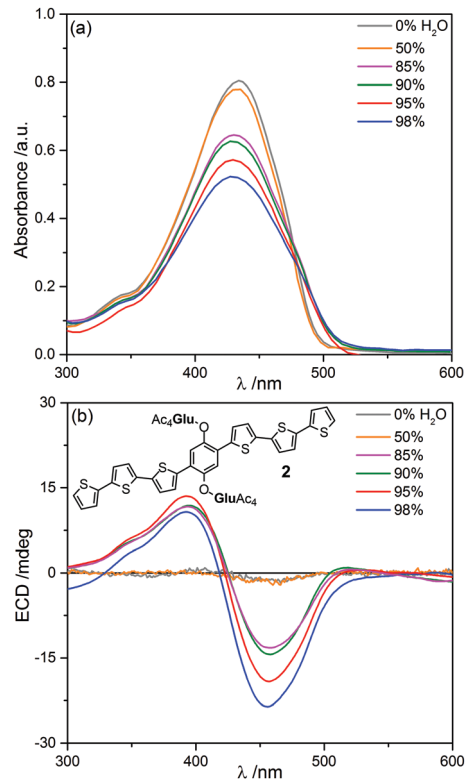 (a)
0% H₂O
50%
85%
90%
95%
98%
Absorbance /a.u.
1.0
0.8
0.6
0.4
0.2
0.0
300 400 500 600
λ /nm
(b)
0% H₂O
50%
85%
90%
95%
98%
Ac₄Glu O
S S S S S S
2
O
GluAc₄
ECD /mdeg
30
15
0
-15
-30
300 400 500 600
λ /nm